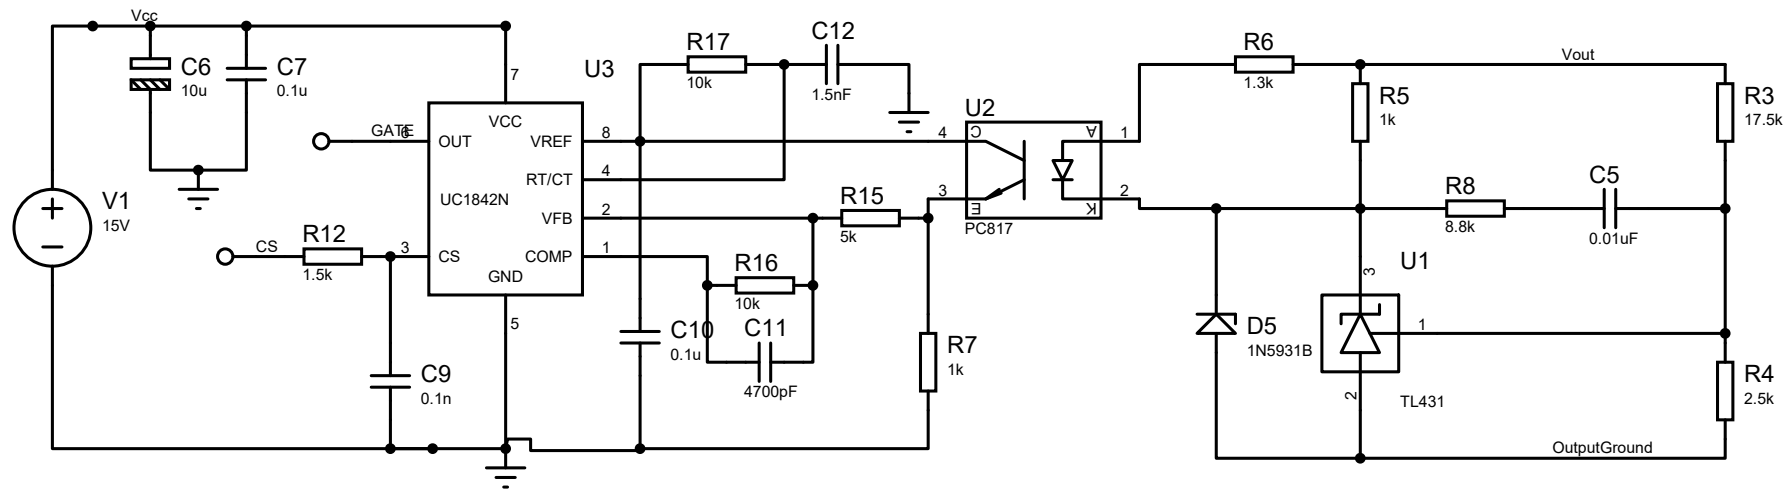 Vcc
C6
10u
C7
0.1u
V1
15V
GATE
6
CS
R12
1.5k
3
C9
0.1n
7
U3
VCC
OUT
VREF
8
RT/CT
4
UC1842N
VFB
2
CS
COMP
1
GND
5
R17
10k
C12
1.5nF
R15
5k
R16
10k
C11
4700pF
C10
0.1u
R7
1k
U2
4
C
A
1
3
E
K
2
PC817
R6
1.3k
Vout
R5
1k
R3
17.5k
R8
8.8k
C5
0.01uF
U1
3
1
2
TL431
D5
1N5931B
R4
2.5k
OutputGround